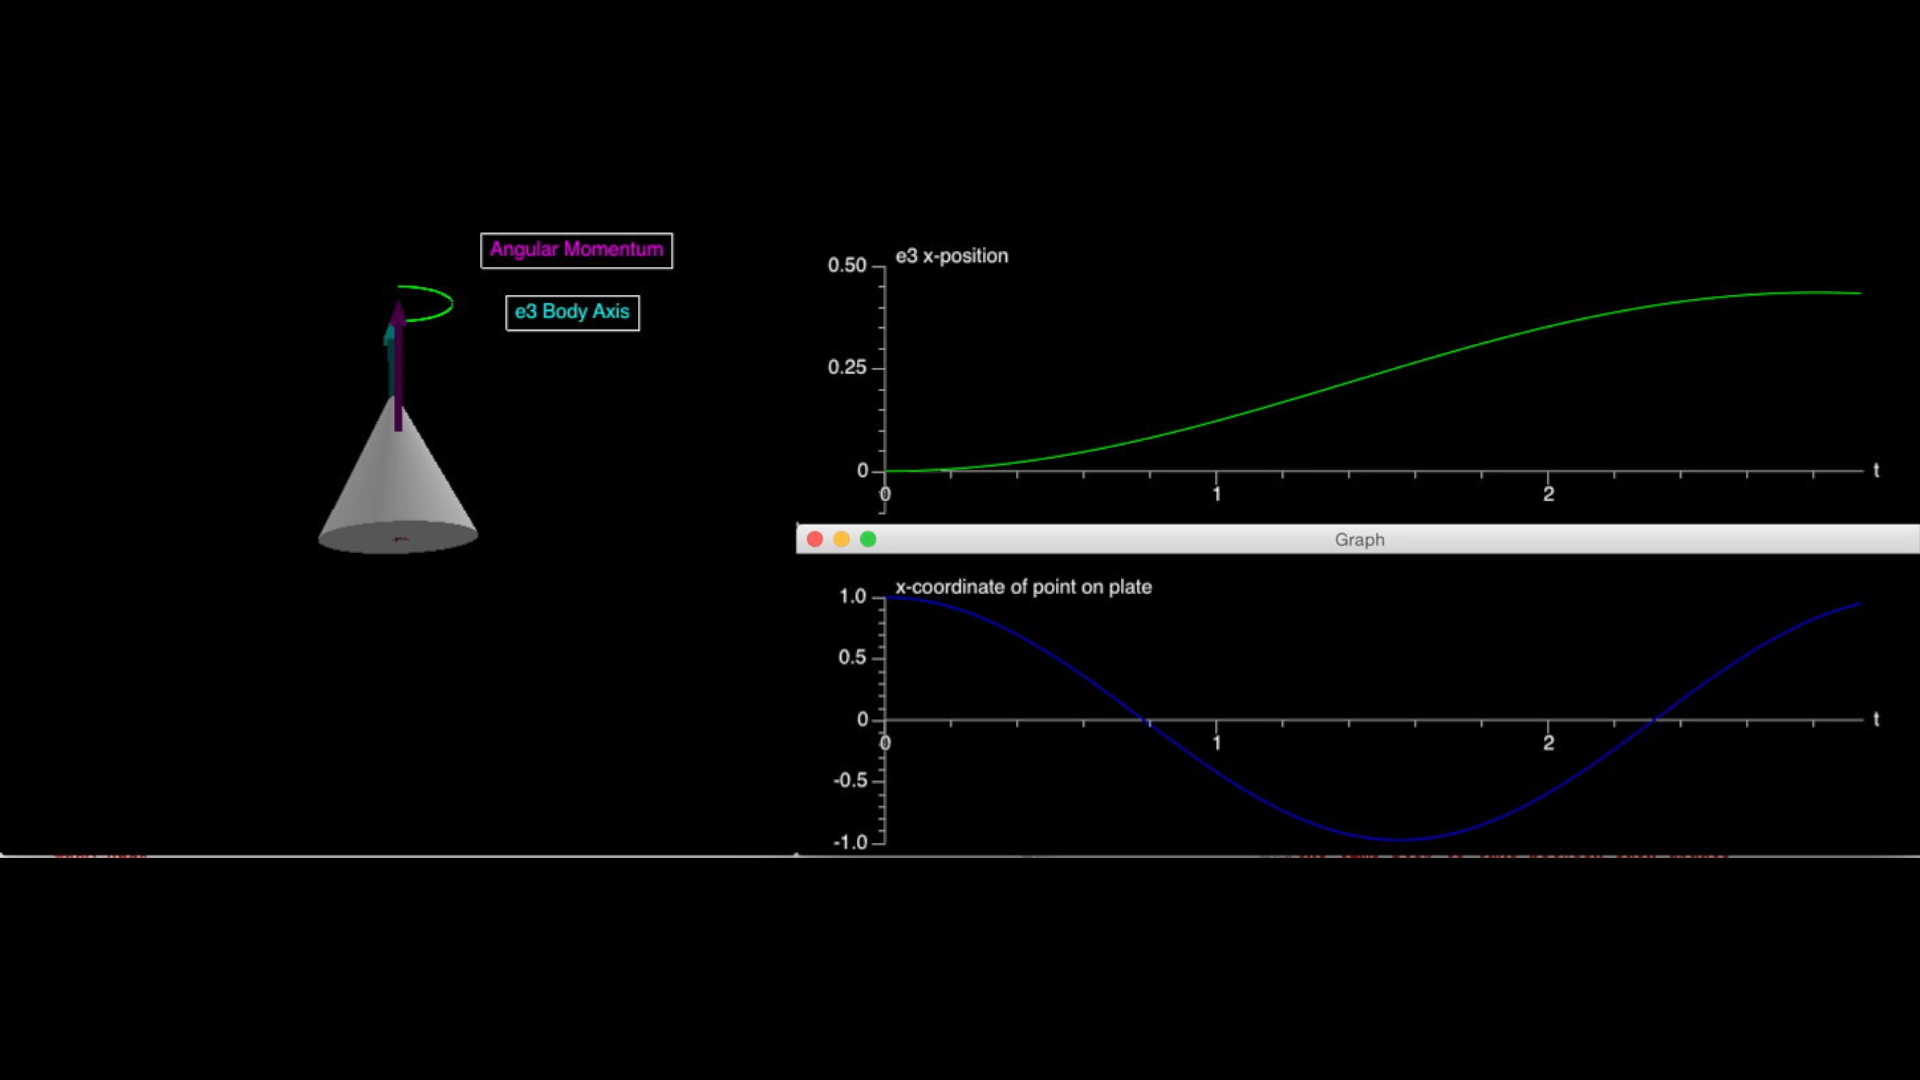 Angular Momentum
e3 Body Axis
e3 x-position
0.50
0.25
0
0
1
2
t
Graph
x-coordinate of point on plate
1.0
0.5
0
-0.5
-1.0
0
1
2
t